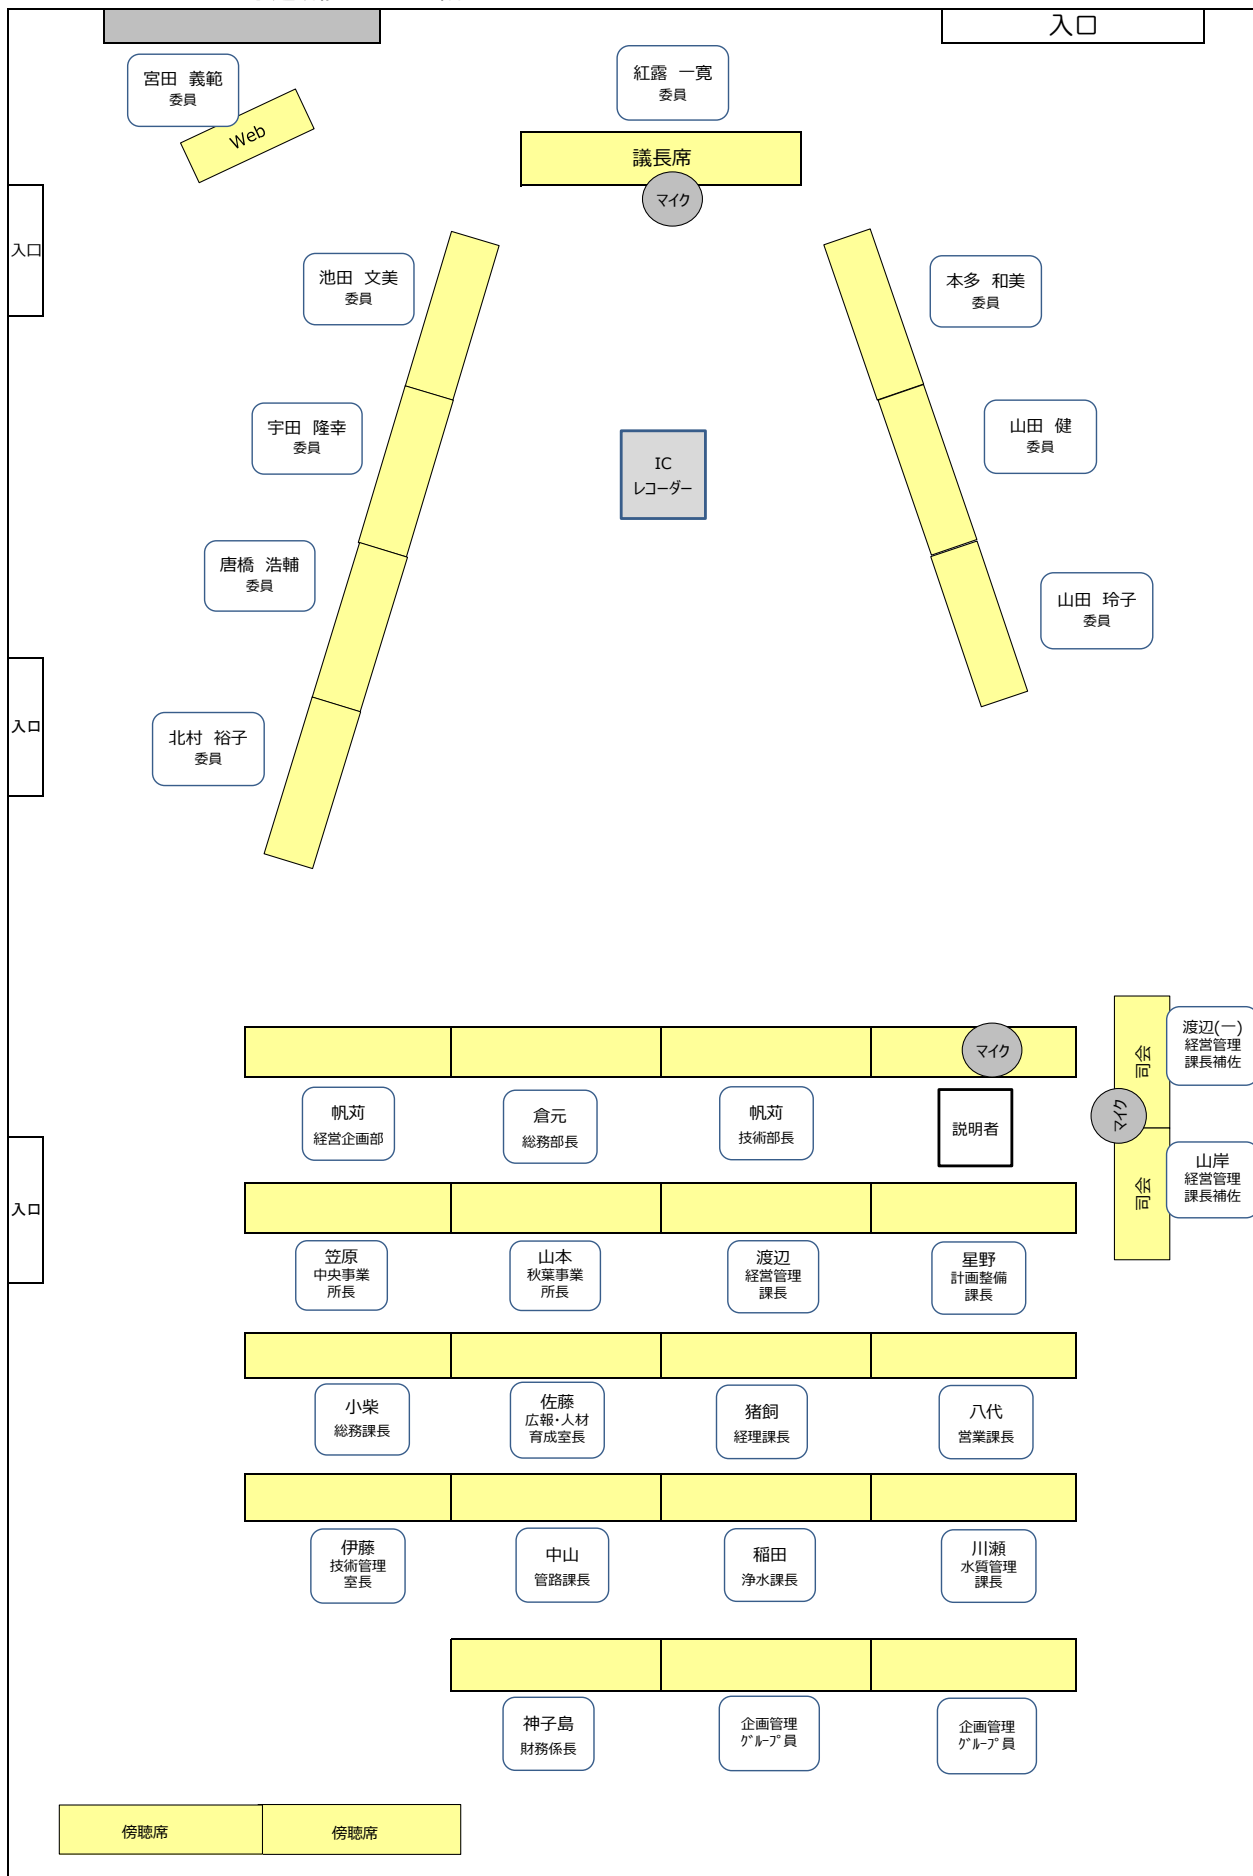 入口
宮田 義範
委員
Web
紅露 一寛
委員
議長席
マイク
入口
池田 文美
委員
本多 和美
委員
宇田 隆幸
委員
山田 健
委員
IC
レコーダー
唐橋 浩輔
委員
山田 玲子
委員
入口
北村 裕子
委員
マイク
司会
渡辺(一)
経営管理
課長補佐
マイク
司会
山岸
経営管理
課長補佐
帆苅
経営企画部
倉元
総務部長
帆苅
技術部長
説明者
入口
笠原
中央事業
所長
山本
秋葉事業
所長
渡辺
経営管理
課長
星野
計画整備
課長
小柴
総務課長
佐藤
広報・人材
育成室長
猪飼
経理課長
八代
営業課長
伊藤
技術管理
室長
中山
管路課長
稲田
浄水課長
川瀬
水質管理
課長
神子島
財務係長
企画管理
グループ員
企画管理
グループ員
傍聴席
傍聴席